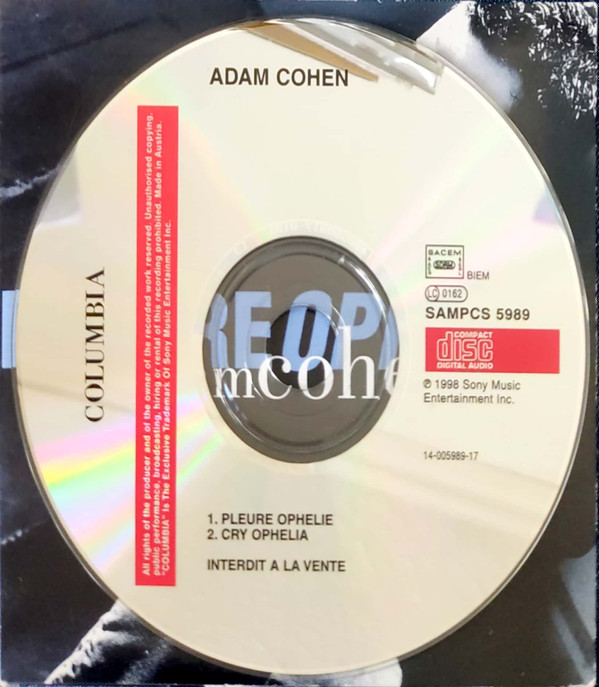 ADAM COHEN
All rights of the producer and of the owner of the recorded work reserved. Unauthorised copying,
public performance, broadcasting, hiring or rental of this recording prohibited. Made in Austria.
"COLUMBIA" Is The Exclusive Trademark Of Sony Music Entertainment Inc.
COLUMBIA
SACEM
BIEM
LC 0162
SAMPCS 5989
COMPACT
disc
DIGITAL AUDIO
℗ 1998 Sony Music
Entertainment Inc.
RE OP
mcohe
14-005989-17
1. PLEURE OPHELIE
2. CRY OPHELIA
INTERDIT A LA VENTE